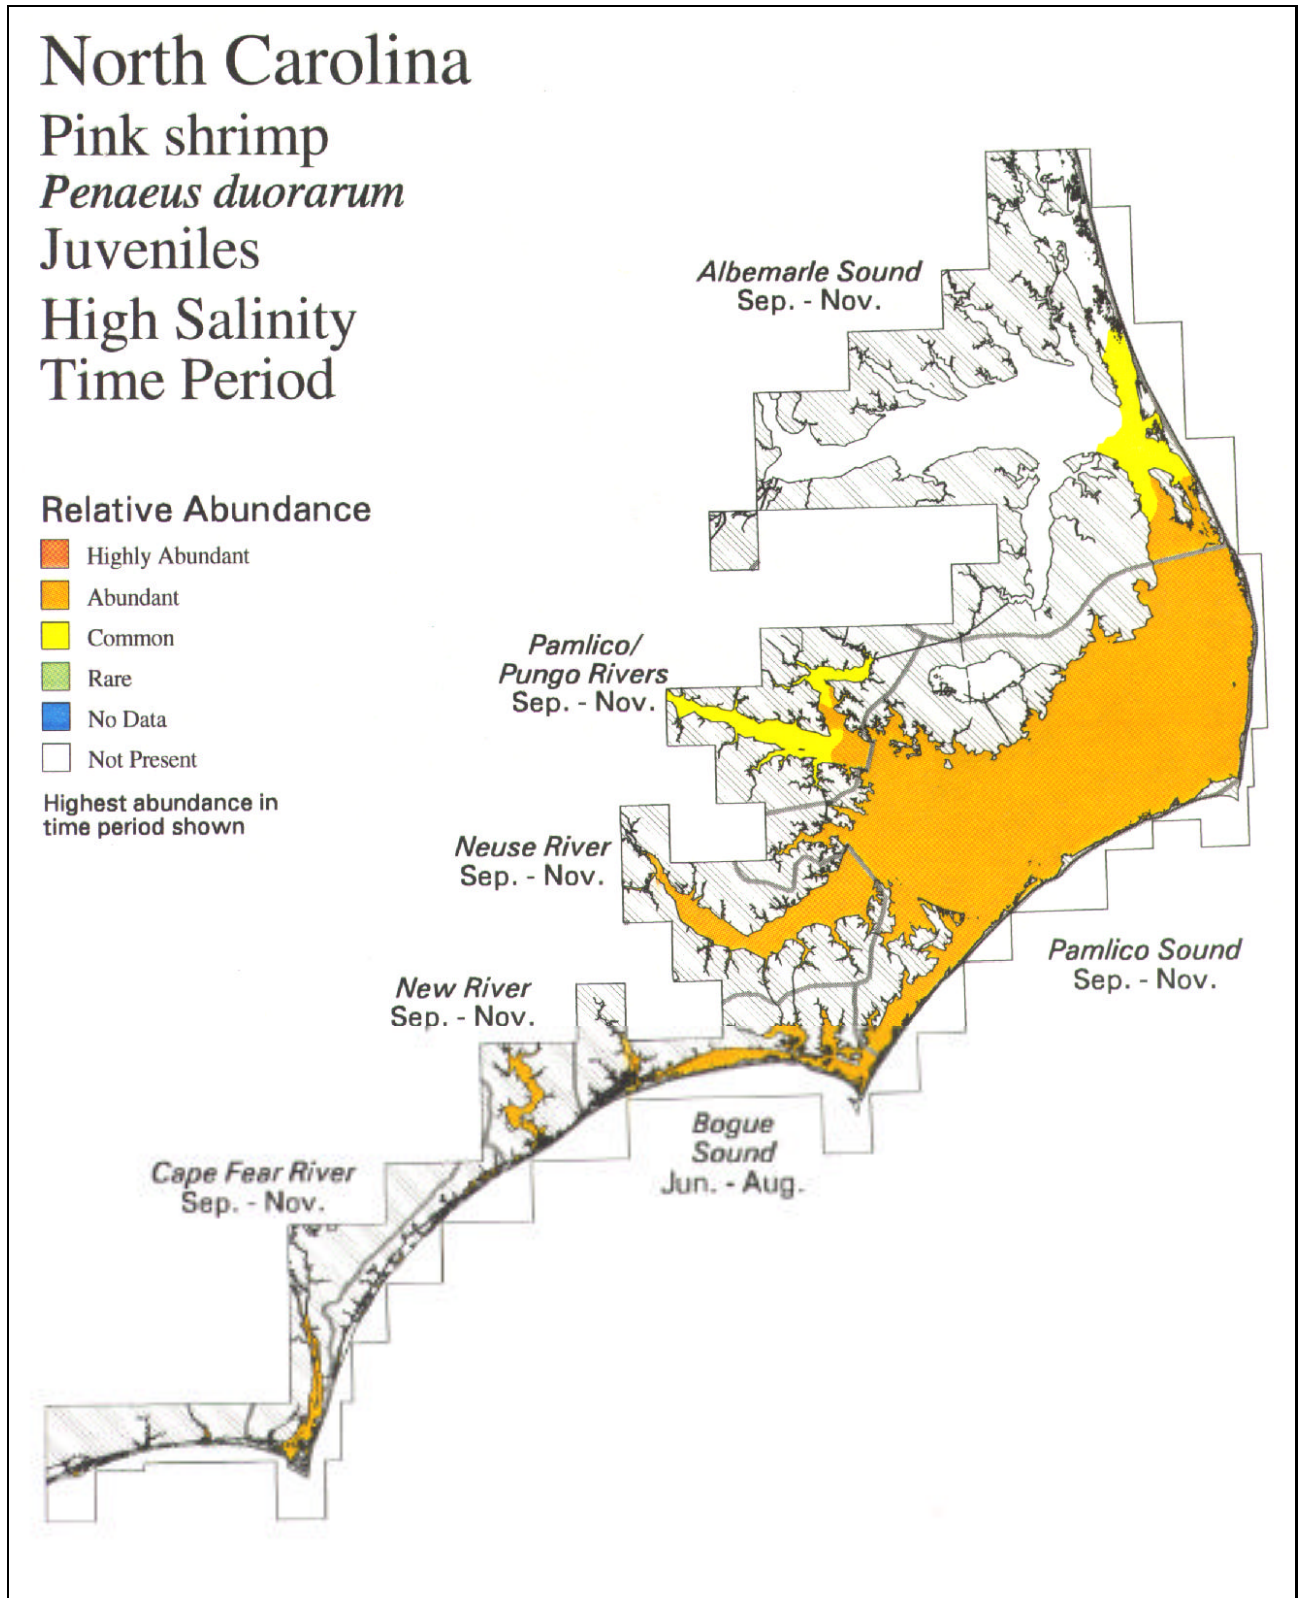 North Carolina
Pink shrimp
Penaeus duorarum
Juveniles
High Salinity
Time Period
Relative Abundance
Highly Abundant
Abundant
Common
Rare
No Data
Not Present
Highest abundance in
time period shown
Albemarle Sound
Sep. - Nov.
Pamlico/
Pungo Rivers
Sep. - Nov.
Neuse River
Sep. - Nov.
Pamlico Sound
Sep. - Nov.
New River
Sep. - Nov.
Bogue
Sound
Jun. - Aug.
Cape Fear River
Sep. - Nov.